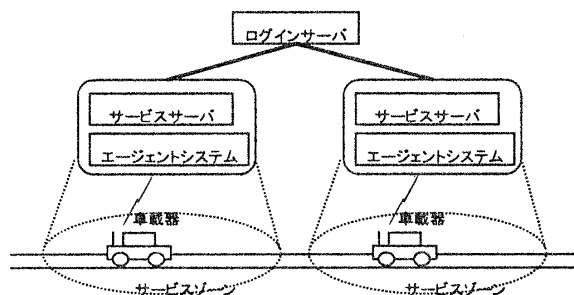 ログインサーバ
サービスサーバ
サービスサーバ
エージェントシステム
エージェントシステム
車載器
車載器
サービスゾーン
サービスゾーン